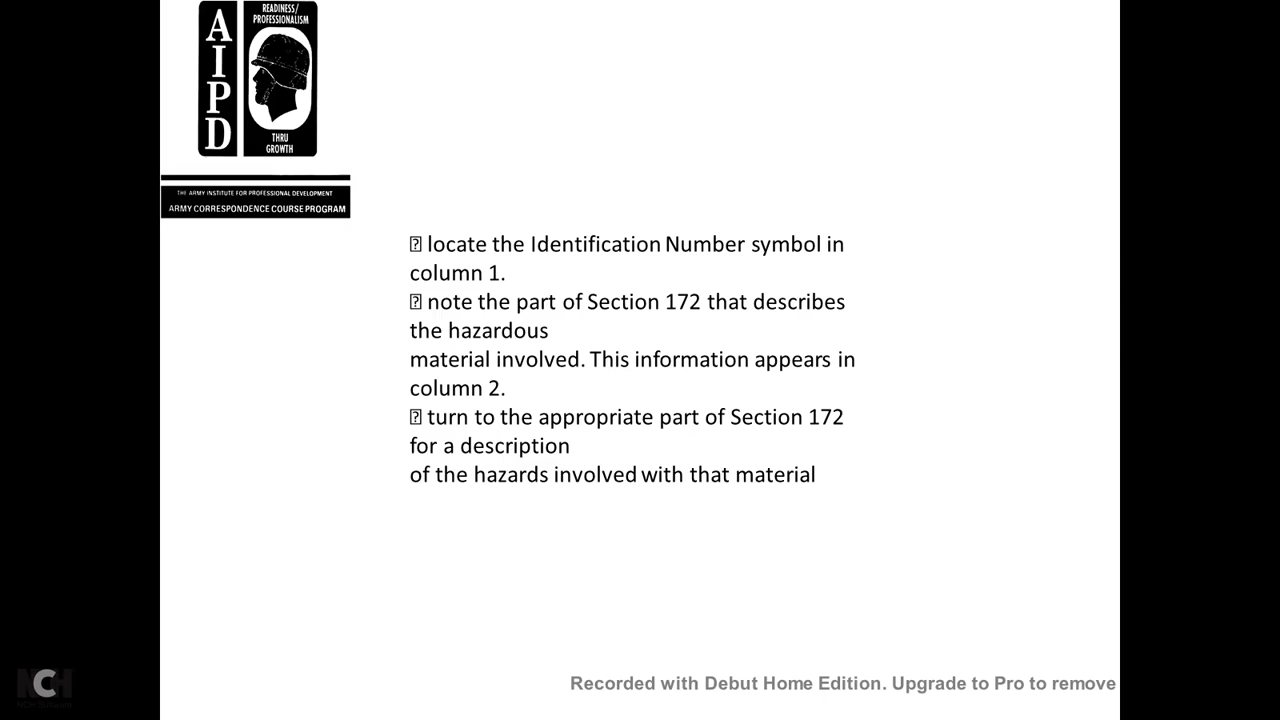 AIPD
READINESS/
PROFESSIONALISM
THRU
GROWTH
THE ARMY INSTITUTE FOR PROFESSIONAL DEVELOPMENT
ARMY CORRESPONDENCE COURSE PROGRAM
⍰ locate the Identification Number symbol in
column 1.
⍰ note the part of Section 172 that describes
the hazardous
material involved. This information appears in
column 2.
⍰ turn to the appropriate part of Section 172
for a description
of the hazards involved with that material
NCH
Recorded with Debut Home Edition. Upgrade to Pro to remove